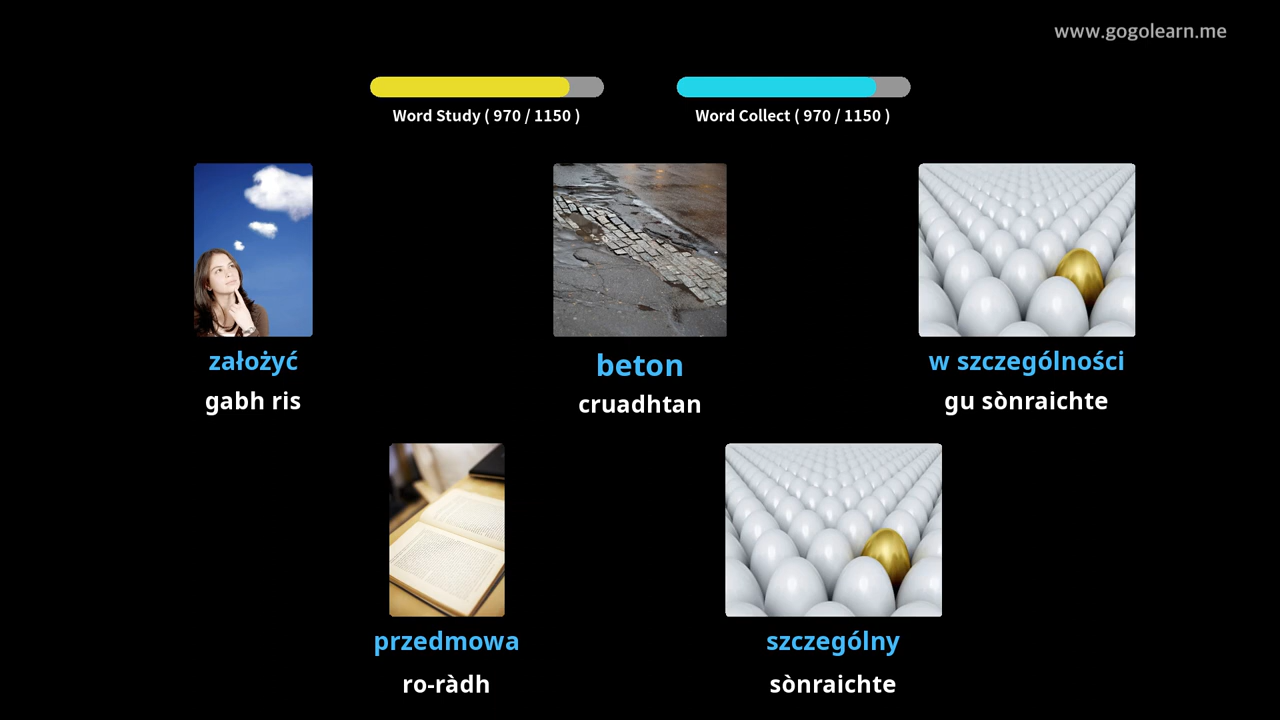 www.gogolearn.me
Word Study ( 970 / 1150 )
Word Collect ( 970 / 1150 )
założyć
gabh ris
beton
cruadhtan
w szczególności
gu sònraichte
przedmowa
ro-ràdh
szczególny
sònraichte